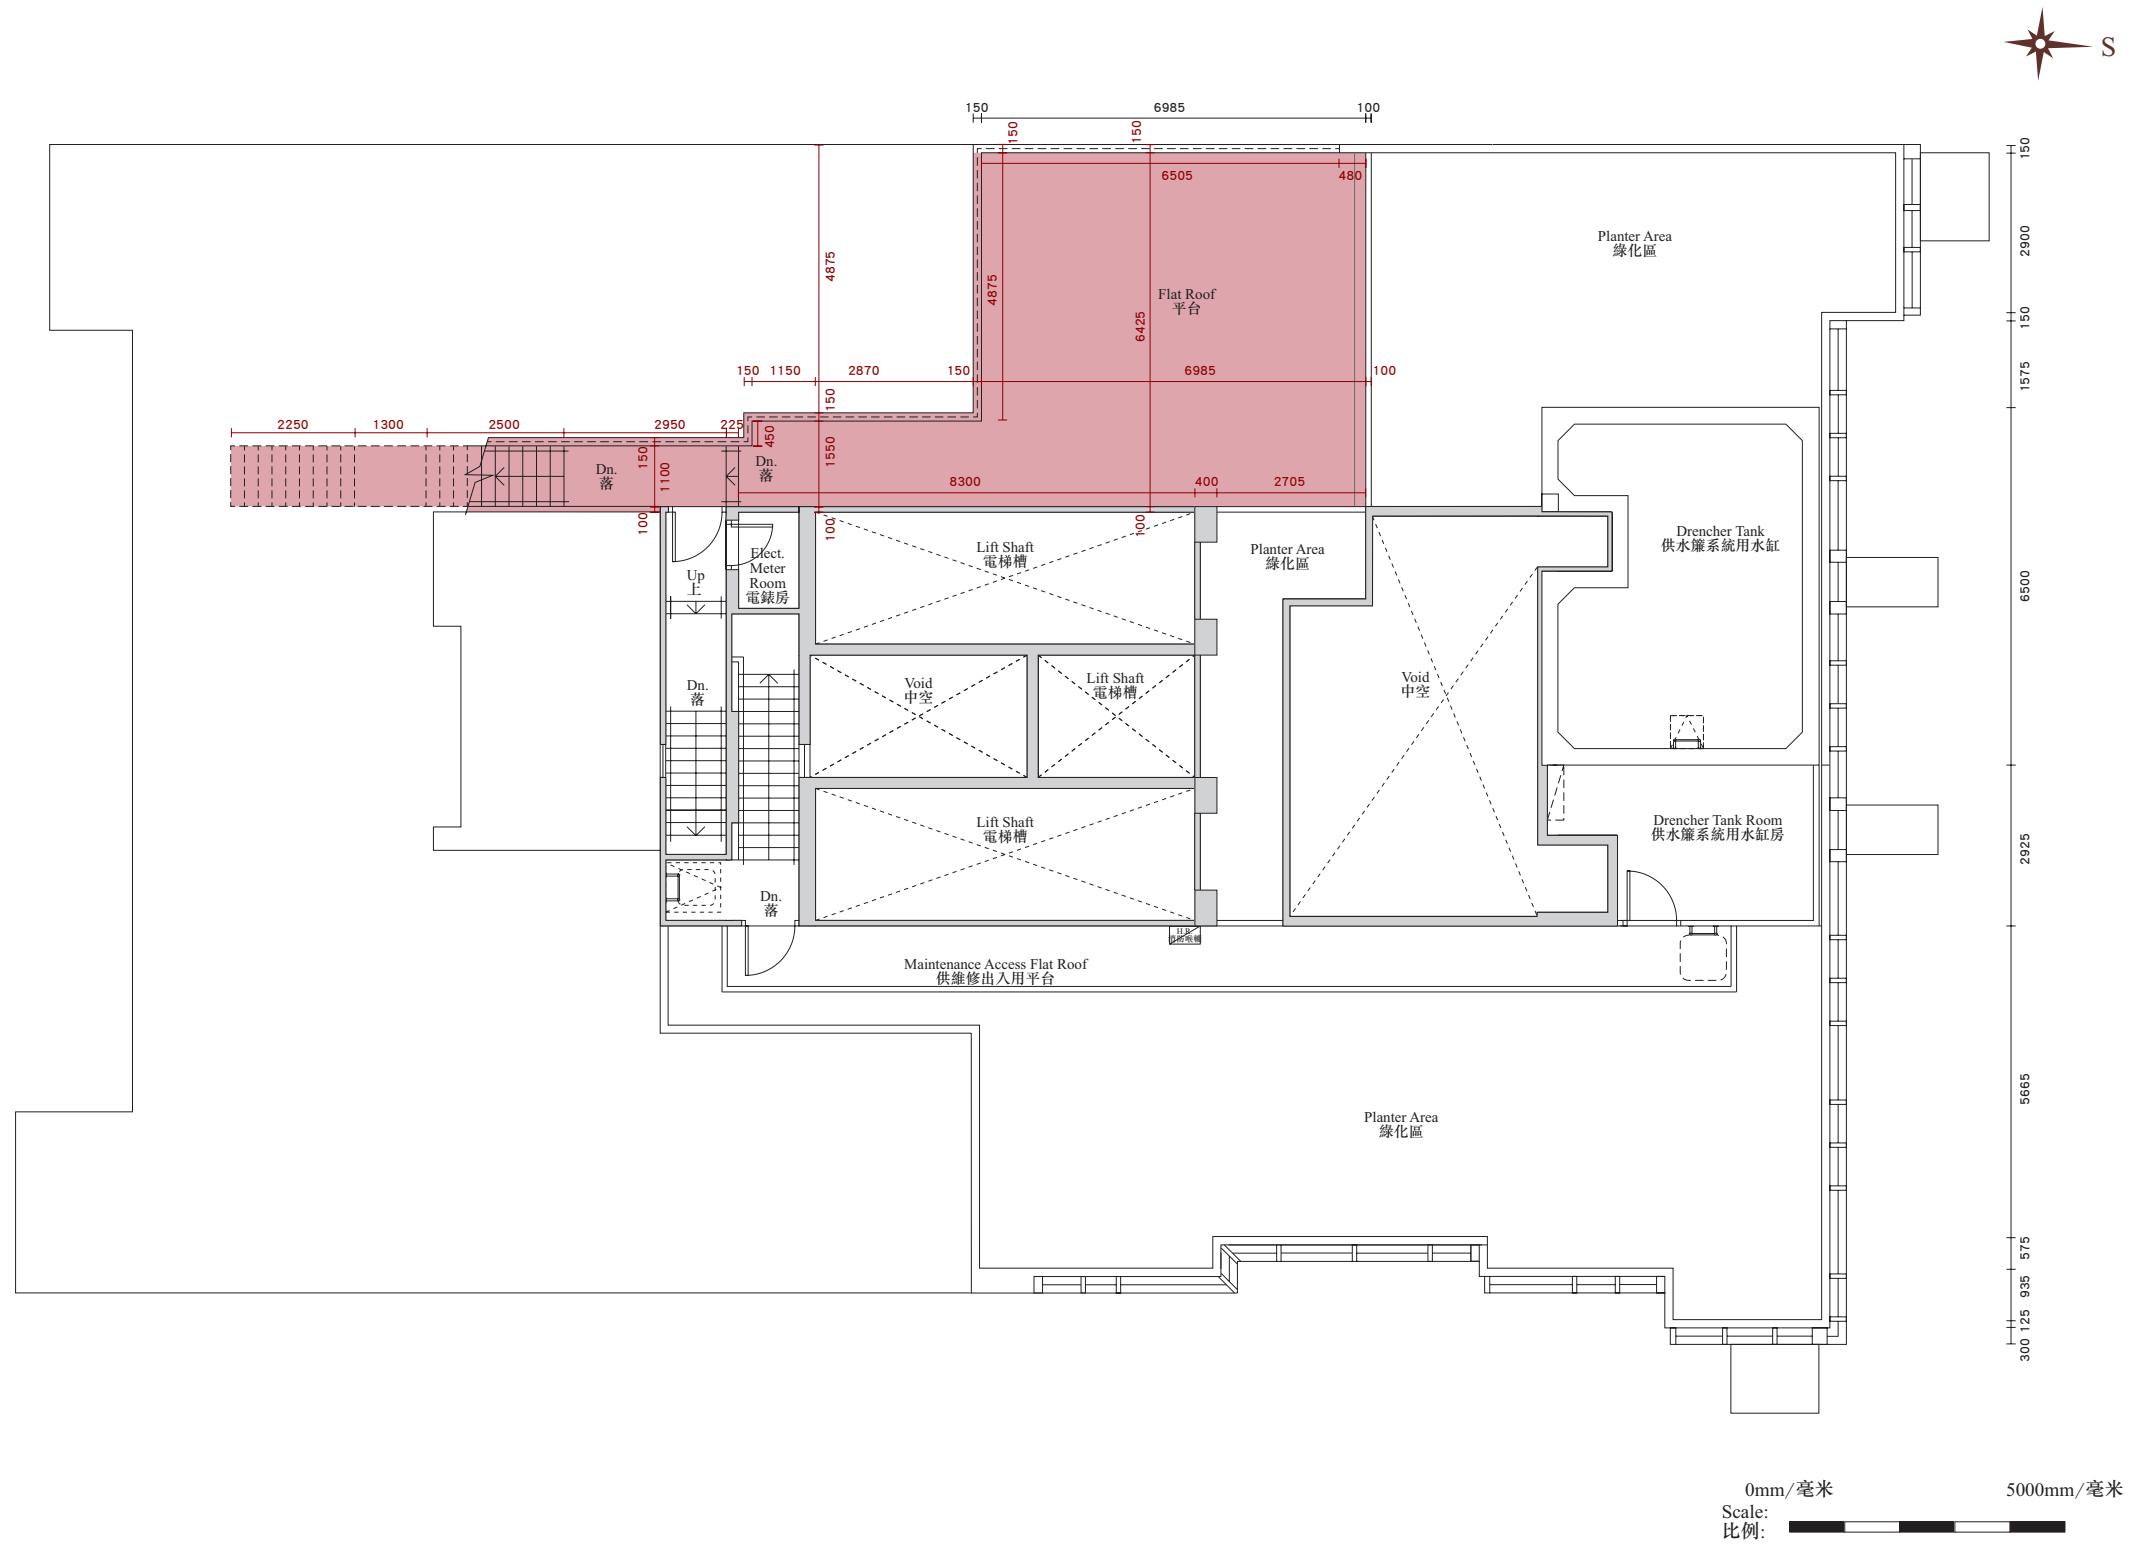 S
150
6985
100
150
150
150
6505
480
Planter Area
綠化區
2900
4875
4875
Flat Roof
平台
6425
150
1575
150
1150
2870
150
6985
100
150
2250
1300
2500
2950
225
450
1550
150
1100
Dn.
落
Dn.
落
8300
400
2705
100
100
100
Drencher Tank
供水簾系統用水缸
Lift Shaft
電梯槽
Planter Area
綠化區
Elect.
Meter
Room
電錶房
Up
上
6500
Dn.
落
Void
中空
Lift Shaft
電梯槽
Void
中空
Lift Shaft
電梯槽
Drencher Tank Room
供水簾系統用水缸房
2925
Dn.
落
H.R.
消防喉轆
Maintenance Access Flat Roof
供維修出入用平台
Planter Area
綠化區
5665
575
935
125
300
0mm/毫米
5000mm/毫米
Scale:
比例: